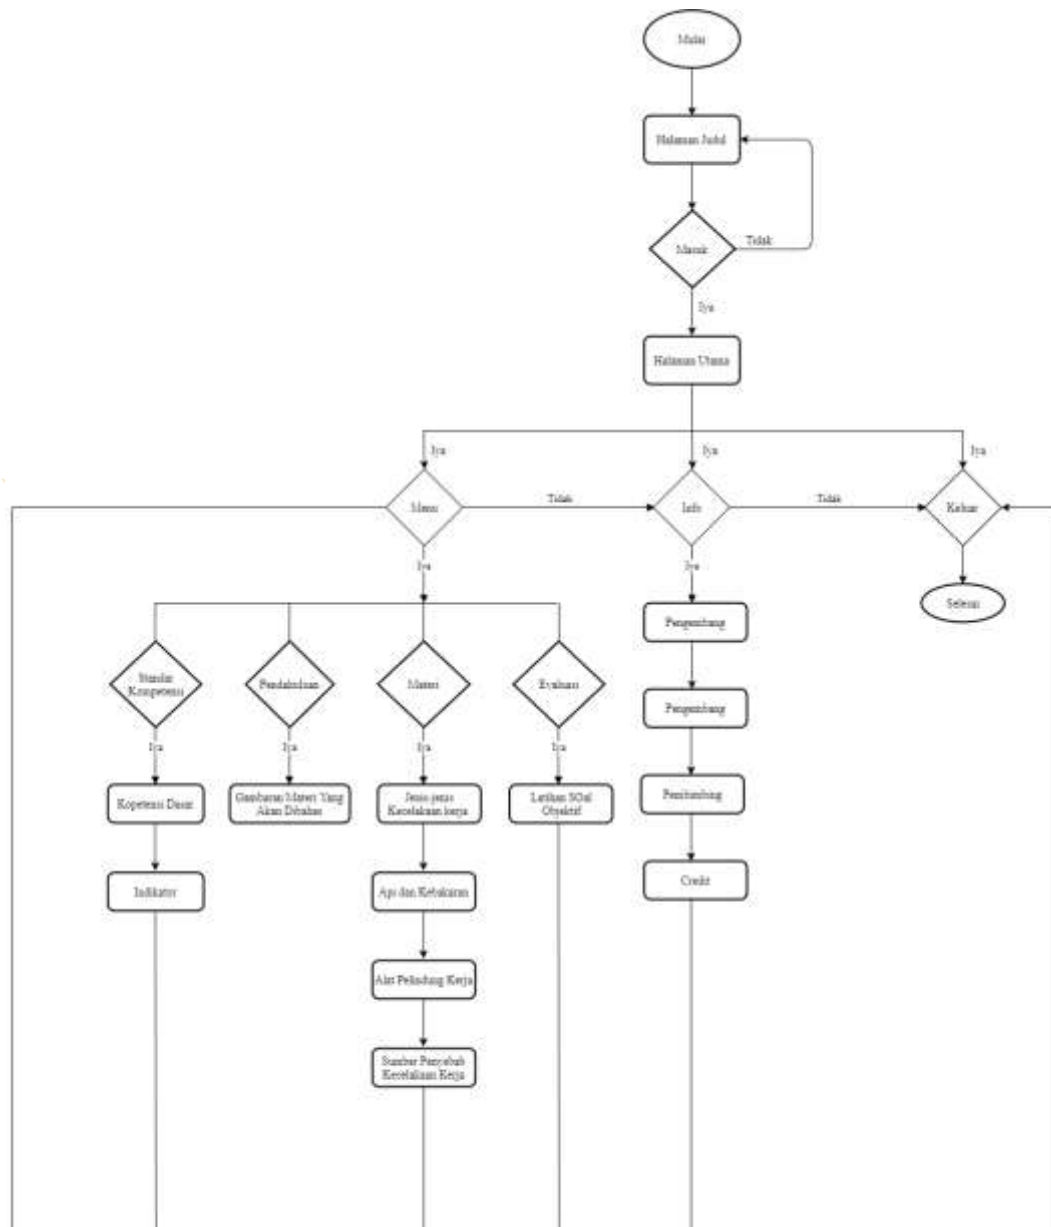 Mulai
Halaman Judul
Masuk
Tidak
Iya
Halaman Utama
Iya
Iya
Iya
Menu
Tidak
Info
Tidak
Keluar
Iya
Iya
Selesai
Pengembang
Standar
Kompetensi
Pendahuluan
Materi
Evaluasi
Pengembang
Iya
Iya
Iya
Iya
Kopetensi Dasar
Gambaran Materi Yang
Akan Dibahas
Jenis-jenis
Kecelakaan kerja
Latihan SOal
Objektif
Pembimbing
Indikator
Api dan Kebakaran
Credit
Alat Pelindung Kerja
Sumber Penyebab
Kecelakaan Kerja